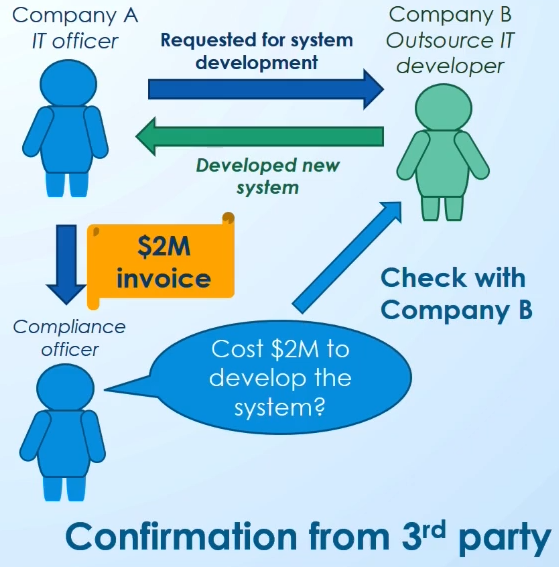 Company A
IT officer
Requested for system
development
Company B
Outsource IT
developer
Developed new
system
$2M
invoice
Check with
Company B
Compliance
officer
Cost $2M to
develop the
system?
Confirmation from 3rd party